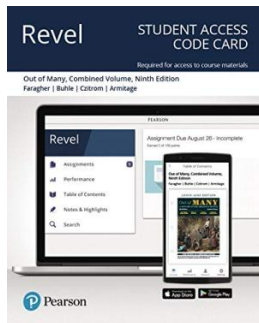 Revel
STUDENT ACCESS
CODE CARD
Required for access to course materials
Out of Many, Combined Volume, Ninth Edition
Faragher | Buhle | Czitrom | Armitage
PEARSON
Revel
Assignments
Performance
Table of Contents
Notes & Highlights
Search
Assignment Due August 26 - Incomplete
Table of Contents
Out of Many, Combined Volume,
Ninth Edition
Faragher | Buhle | Czitrom | Armitage
OUT OF MANY
Pearson
App Store
Google Play